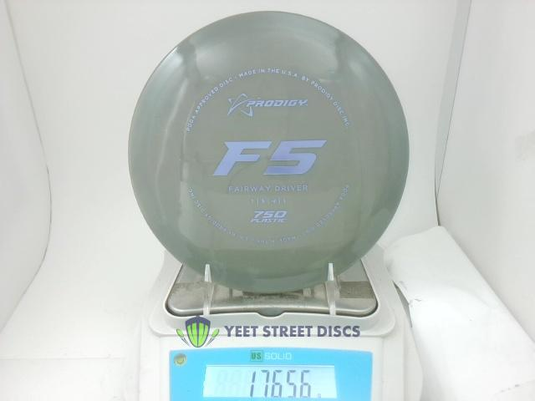 PDGA APPROVED DISC • MADE IN THE U.S.A. BY PRODIGY DISC INC.
PRODIGY
F5
FAIRWAY DRIVER
750
PLASTIC
YEET STREET DISCS
U.S. SOLID
176.56